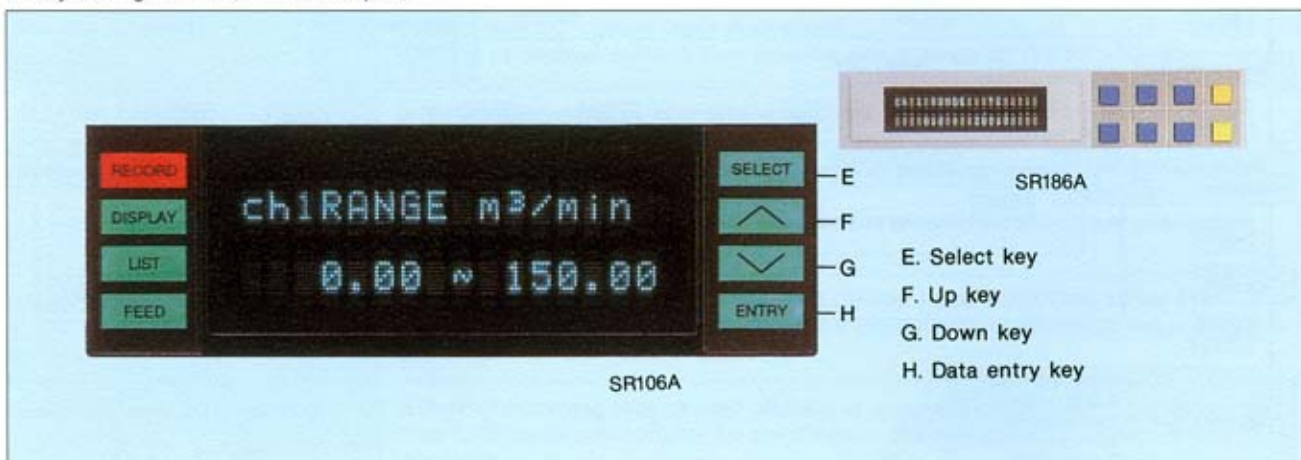 RECORD
DISPLAY
LIST
FEED
ch1RANGE m³/min
0.00 ~ 150.00
SELECT
ENTRY
E
F
G
H
SR106A
SR186A
E. Select key
F. Up key
G. Down key
H. Data entry key